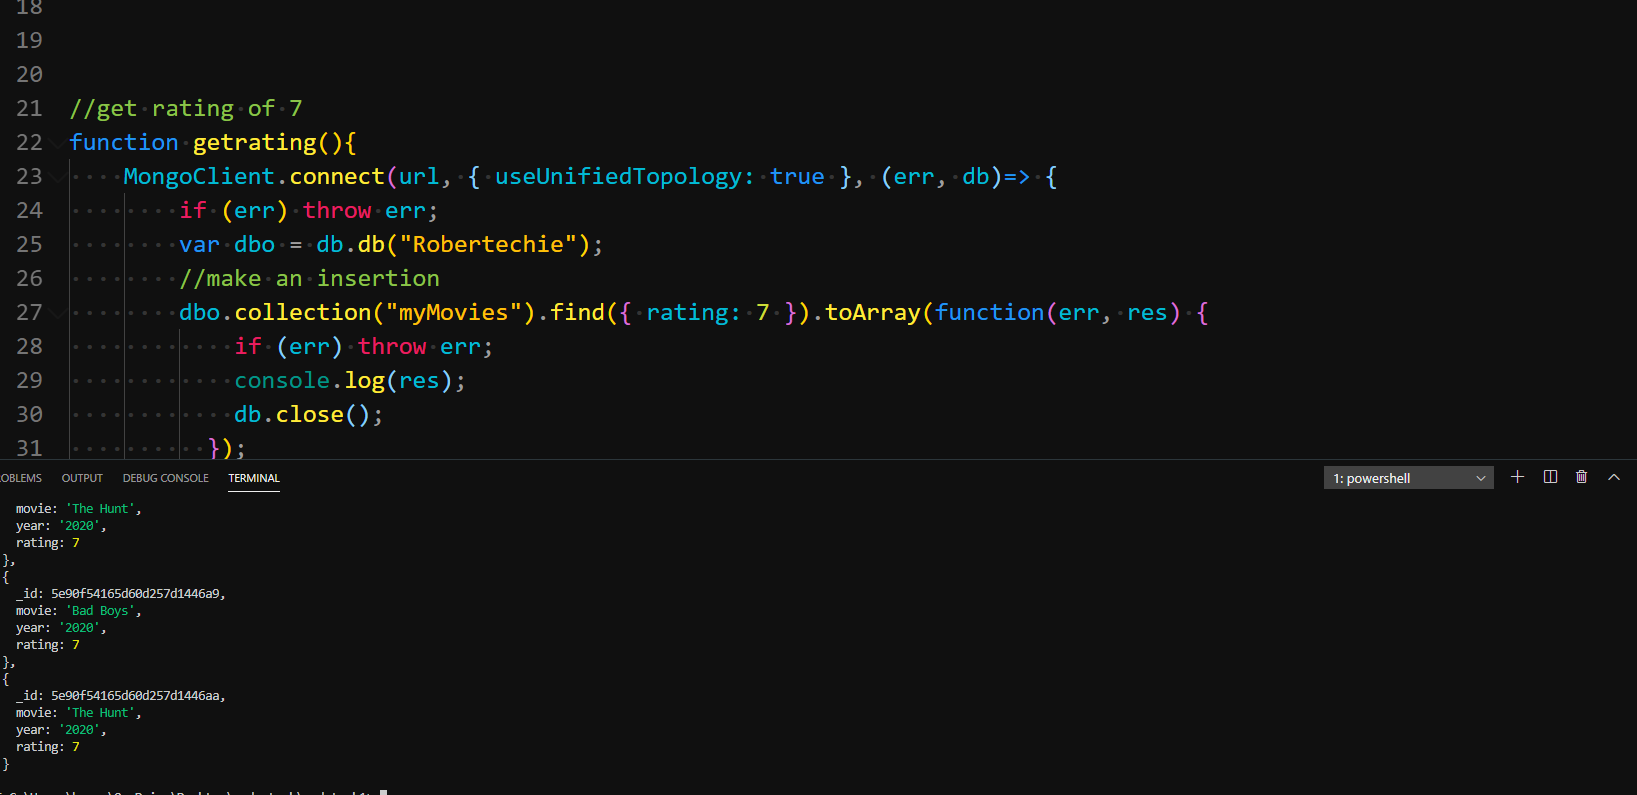 18
19
20
21 //get rating of 7
22 function getrating(){
23     MongoClient.connect(url, { useUnifiedTopology: true }, (err, db)=> {
24         if (err) throw err;
25         var dbo = db.db("Robertechie");
26         //make an insertion
27         dbo.collection("myMovies").find({ rating: 7 }).toArray(function(err, res) {
28             if (err) throw err;
29             console.log(res);
30             db.close();
31           });
OBLEMS OUTPUT DEBUG CONSOLE TERMINAL 1: powershell
  movie: 'The Hunt',
  year: '2020',
  rating: 7
},
{
  _id: 5e90f54165d60d257d1446a9,
  movie: 'Bad Boys',
  year: '2020',
  rating: 7
},
{
  _id: 5e90f54165d60d257d1446aa,
  movie: 'The Hunt',
  year: '2020',
  rating: 7
}